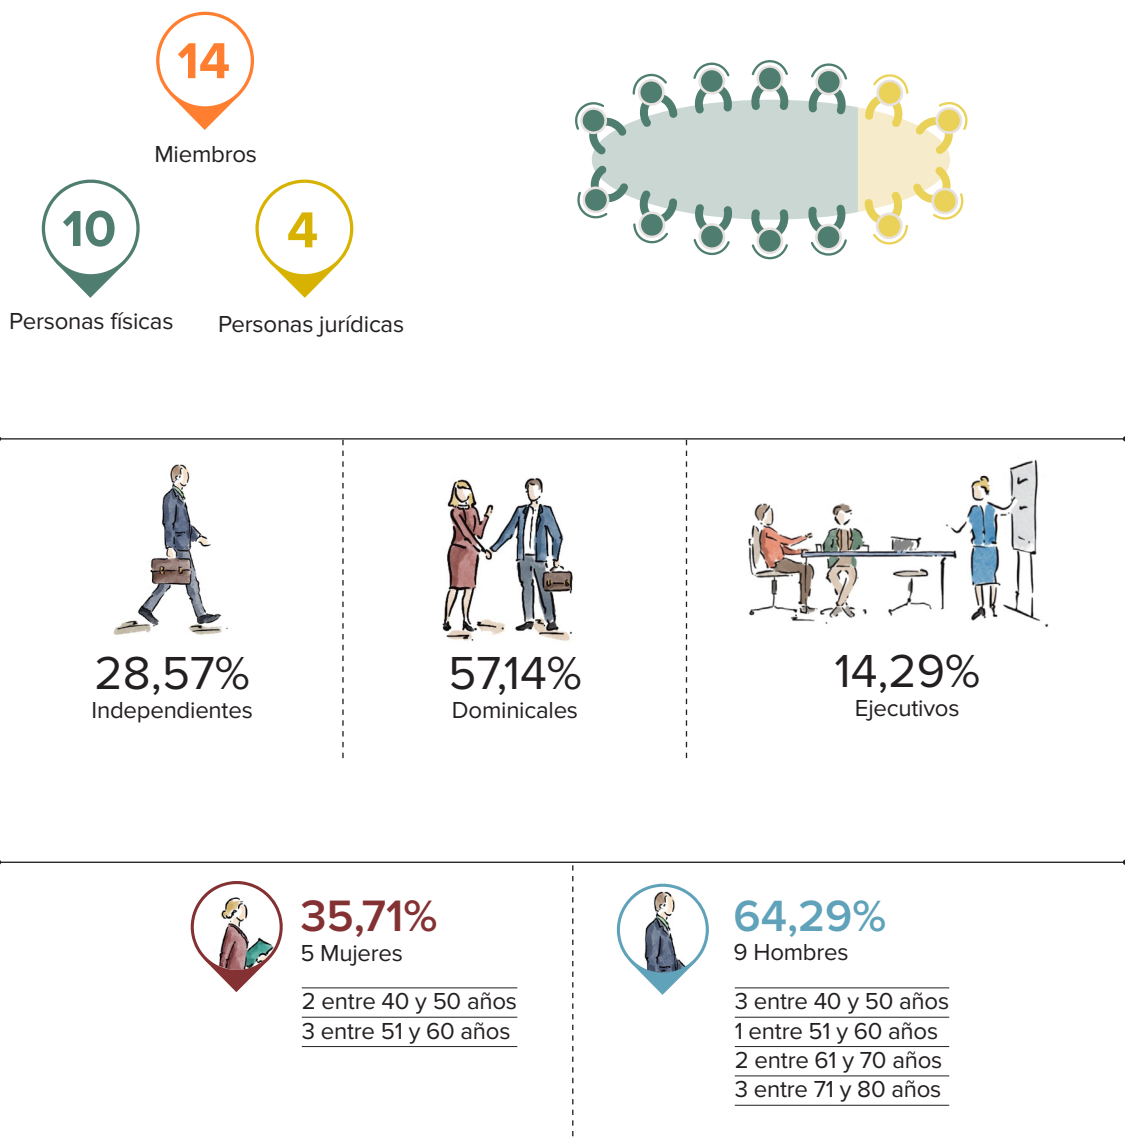 14
Miembros
10
Personas físicas
4
Personas jurídicas
28,57%
Independientes
57,14%
Dominicales
14,29%
Ejecutivos
35,71%
5 Mujeres
2 entre 40 y 50 años
3 entre 51 y 60 años
64,29%
9 Hombres
3 entre 40 y 50 años
1 entre 51 y 60 años
2 entre 61 y 70 años
3 entre 71 y 80 años